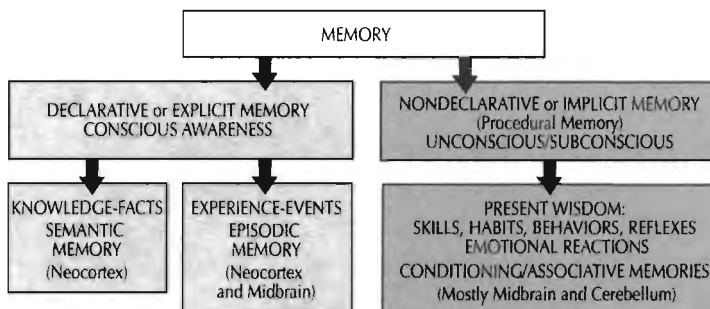 MEMORY
DECLARATIVE or EXPLICIT MEMORY
CONSCIOUS AWARENESS
NONDECLARATIVE or IMPLICIT MEMORY
(Procedural Memory)
UNCONSCIOUS/SUBCONSCIOUS
KNOWLEDGE-FACTS
SEMANTIC
MEMORY
(Neocortex)
EXPERIENCE-EVENTS
EPISODIC
MEMORY
(Neocortex
and Midbrain)
PRESENT WISDOM:
SKILLS, HABITS, BEHAVIORS, REFLEXES
EMOTIONAL REACTIONS
CONDITIONING/ASSOCIATIVE MEMORIES
(Mostly Midbrain and Cerebellum)